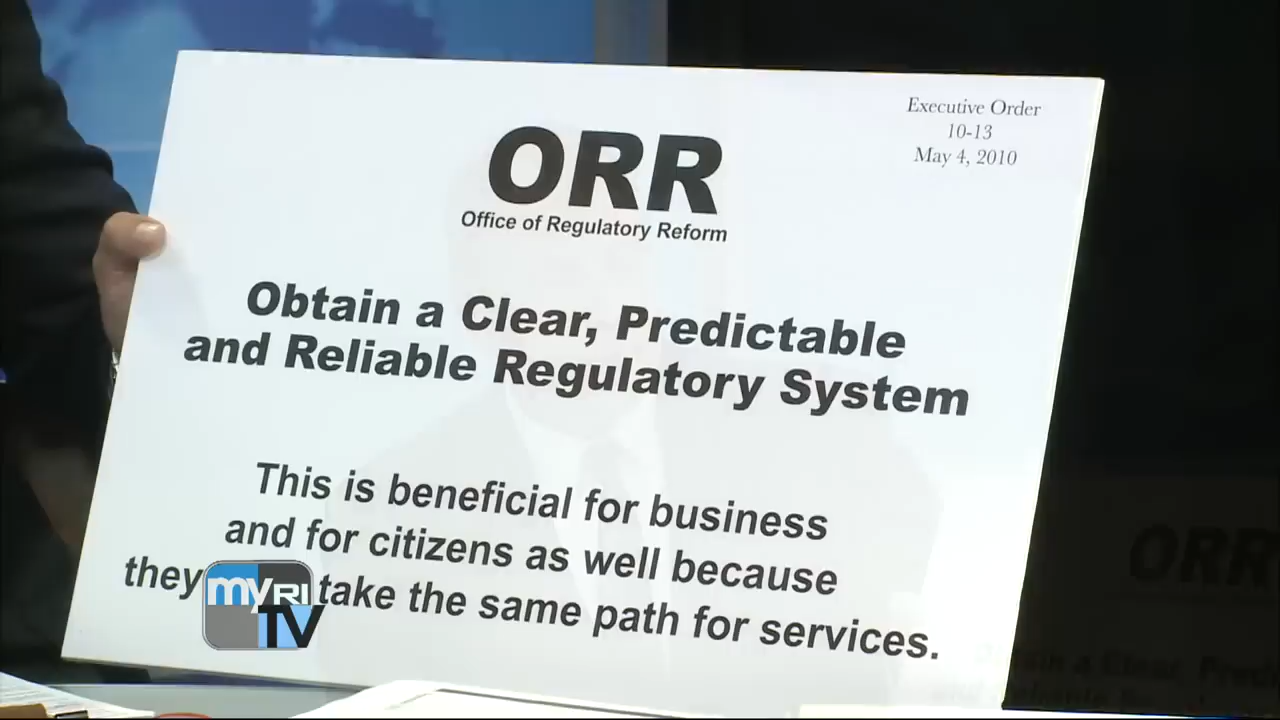 Executive Order
10-13
May 4, 2010
ORR
Office of Regulatory Reform
Obtain a Clear, Predictable
and Reliable Regulatory System
This is beneficial for business
and for citizens as well because
they take the same path for services.
myRI
TV
ORR